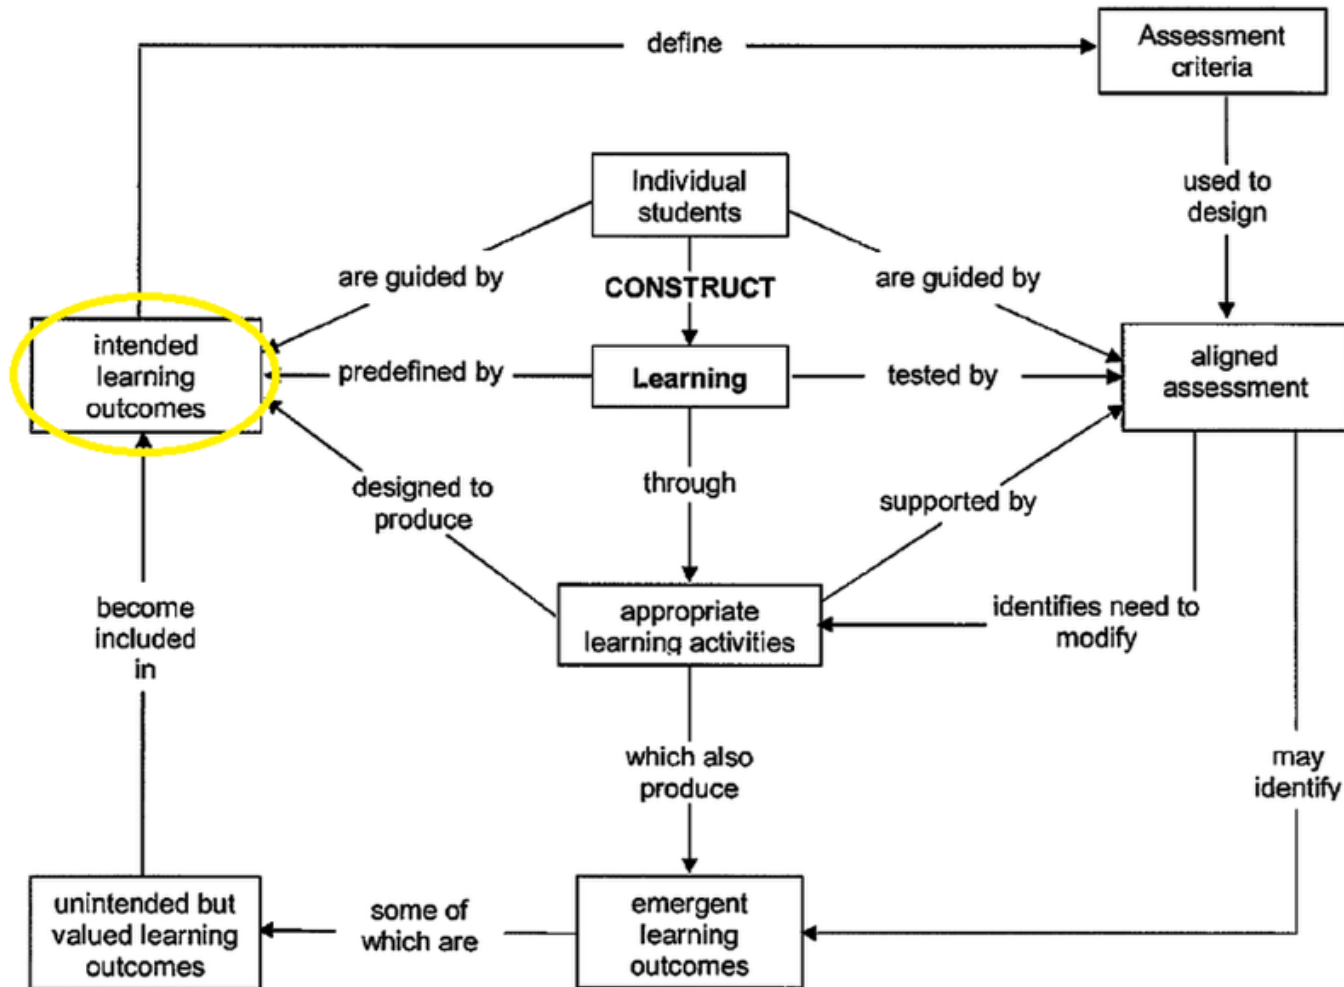 define
Assessment
criteria
Individual
students
used to
design
are guided by
CONSTRUCT
are guided by
intended
learning
outcomes
predefined by
Learning
tested by
aligned
assessment
designed to
produce
through
supported by
become
included
in
appropriate
learning activities
identifies need to
modify
which also
produce
may
identify
unintended but
valued learning
outcomes
some of
which are
emergent
learning
outcomes